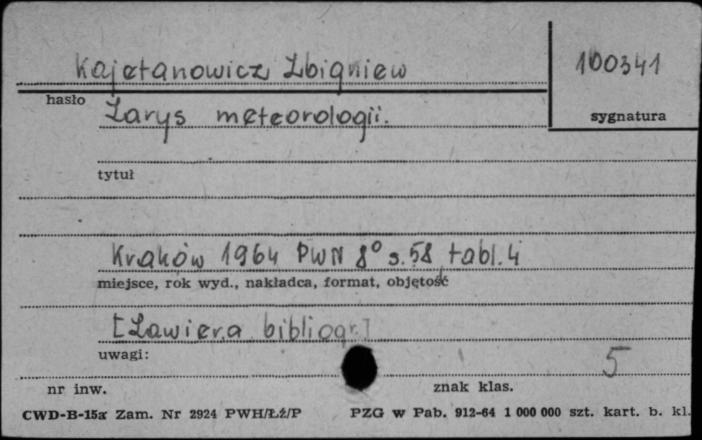 Kajetanowicz Zbigniew
100341
hasło
sygnatura
Zarys meteorologii.
tytuł
Kraków 1964 PWN 8° s.58 tabl.4
miejsce, rok wyd., nakładca, format, objętość
[Zawiera bibliogr.]
uwagi:
5
nr inw.
znak klas.
CWD-B-15a Zam. Nr 2924 PWH/Łź/P PZG w Pab. 912-64 1 000 000 szt. kart. b. kl.